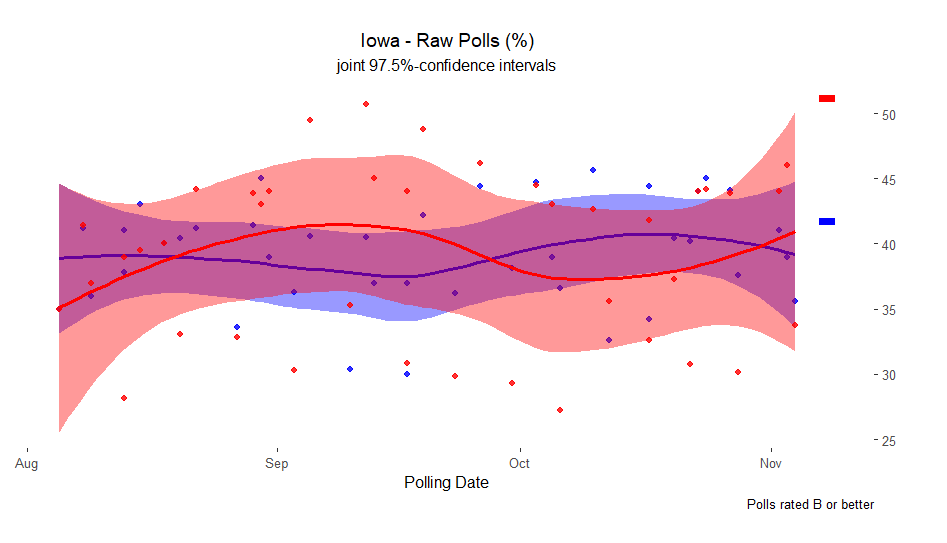 Iowa - Raw Polls (%)
joint 97.5%-confidence intervals
50
45
40
35
30
25
Aug Sep Oct Nov
Polling Date
Polls rated B or better